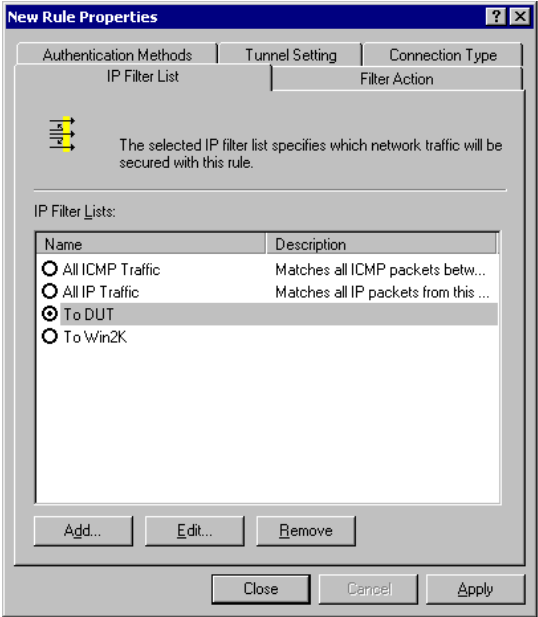 New Rule Properties
Authentication Methods Tunnel Setting Connection Type
IP Filter List Filter Action
The selected IP filter list specifies which network traffic will be
secured with this rule.
IP Filter Lists:
Name Description
All ICMP Traffic Matches all ICMP packets betw...
All IP Traffic Matches all IP packets from this ...
To DUT
To Win2K
Add... Edit... Remove
Close Cancel Apply